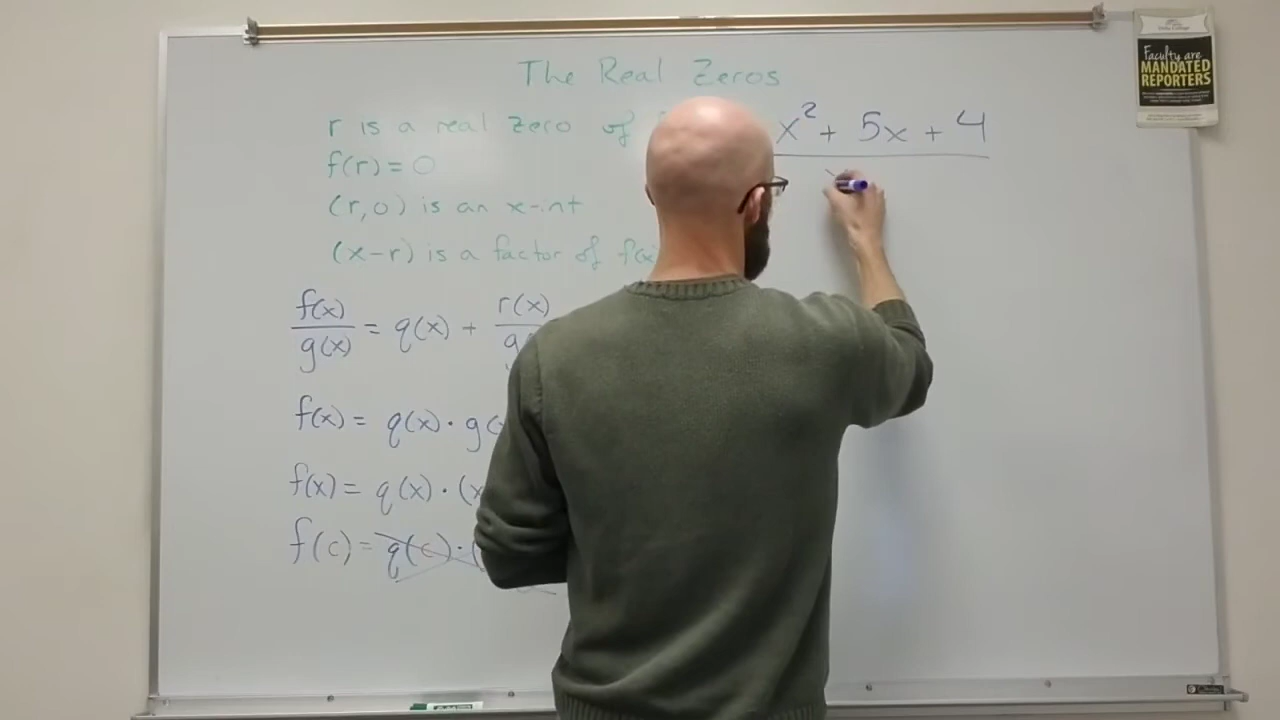 The Real Zeros
r is a real zero of
f(r) = 0
(r,0) is an x-int
(x-r) is a factor of f(x
f(x)/g(x) = q(x) + r(x)/g
f(x) = q(x) · g(
f(x) = q(x) · (x
f(c) = q(c) · (
x² + 5x + 4
Faculty are
MANDATED
REPORTERS